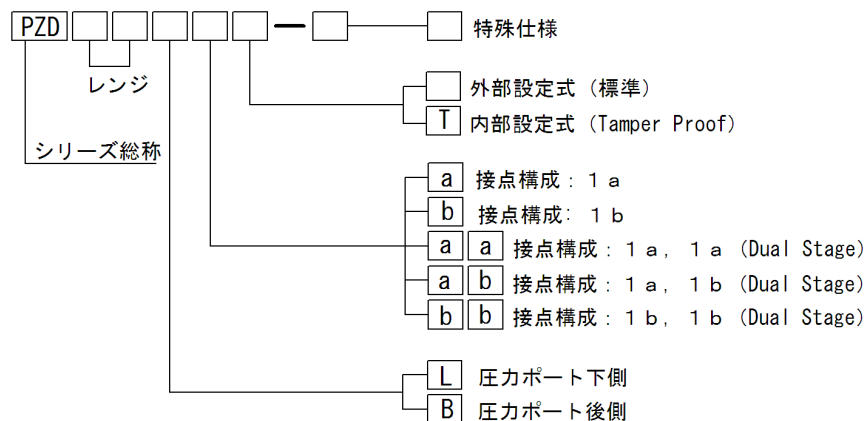 PZD 特殊仕様
レンジ
外部設定式 (標準)
T 内部設定式 (Tamper Proof)
シリーズ総称
a 接点構成: 1a
b 接点構成: 1b
a a 接点構成: 1a, 1a (Dual Stage)
a b 接点構成: 1a, 1b (Dual Stage)
b b 接点構成: 1b, 1b (Dual Stage)
L 圧力ポート下側
B 圧力ポート後側